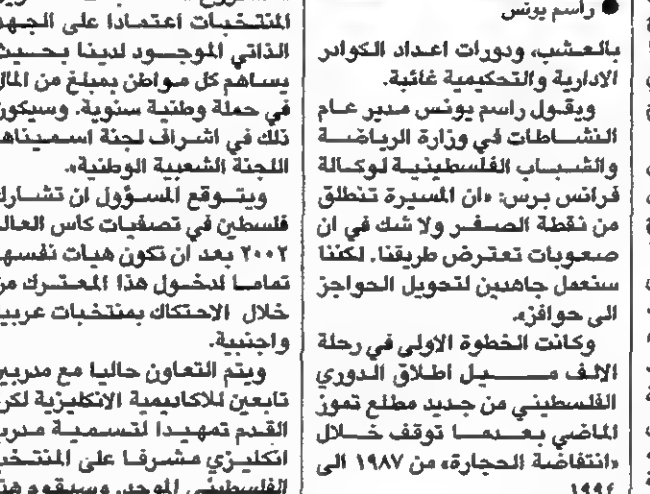 ● راسم يونس
بالعشب، ودورات اعداد الكوادر
الادارية والتحكيمية غائبة.
ويقول راسم يونس مدير عام
النشاطات في وزارة الرياضة
والشباب الفلسطينية لوكالة
فرانس برس: «ان المسيرة تنطلق
من نقطة الصفر ولا شك في ان
صعوبات تعترض طريقنا. لكننا
سنعمل جاهدين لتحويل الحواجز
الى حوافز».
وكانت الخطوة الاولى في رحلة
الالف ميل اطلاق الدوري
الفلسطيني من جديد مطلع تموز
الماضي بعدما توقف خلال
«انتفاضة الحجارة» من ١٩٨٧ الى
١٩٩٤
المنتخبات اعتمادا على الجهد
الذاتي الموجود لدينا بحيث
يساهم كل مواطن بمبلغ من المال
في حملة وطنية سنوية. وسيكون
ذلك في اشراف لجنة اسميناها
اللجنة الشعبية الوطنية».
ويتوقع المسؤول ان تشارك
فلسطين في تصفيات كاس العالم
٢٠٠٢ بعد ان تكون هيات نفسها
تماما لدخول هذا المعترك من
خلال الاحتكاك بمنتخبات عربية
واجنبية.
ويتم التعاون حاليا مع مدربين
تابعين للاكاديمية الانكليزية لكرة
القدم تمهيدا لتسمية مدرب
انكليزي مشرفا على المنتخب
الفلسطيني الموحد. وسيقوم هذا